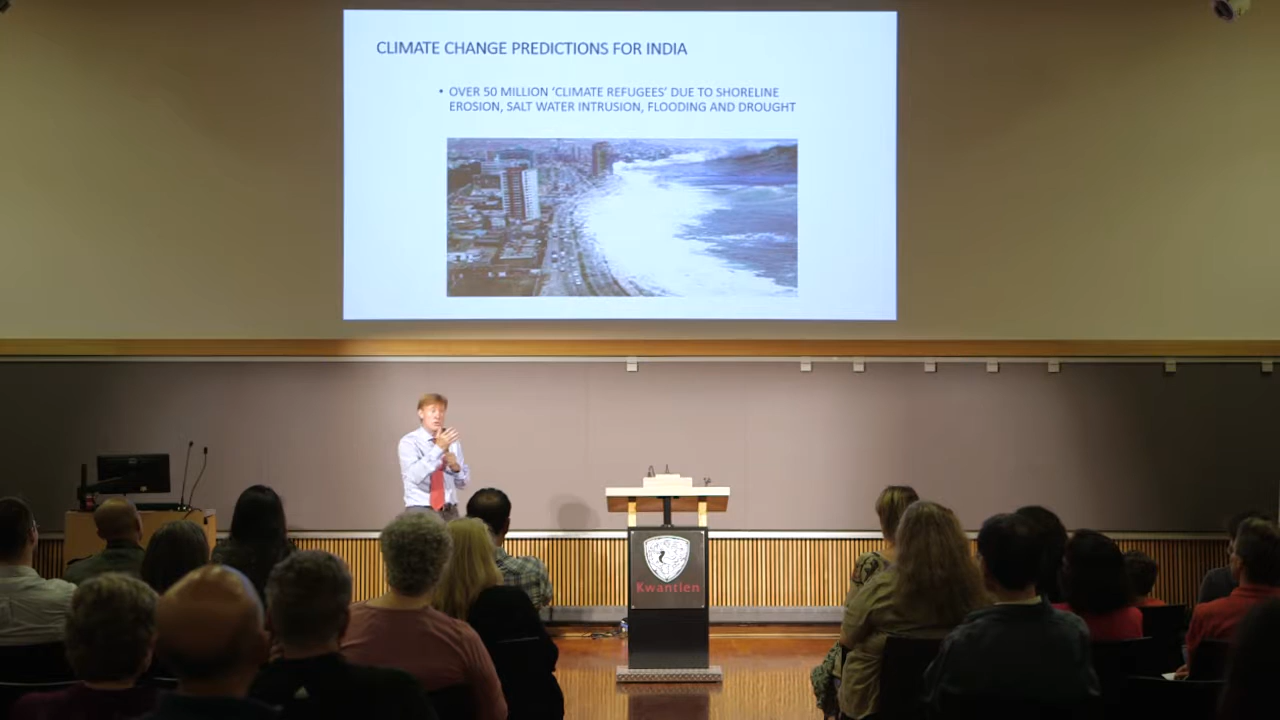 CLIMATE CHANGE PREDICTIONS FOR INDIA
• OVER 50 MILLION ‘CLIMATE REFUGEES’ DUE TO SHORELINE
EROSION, SALT WATER INTRUSION, FLOODING AND DROUGHT
Kwantlen